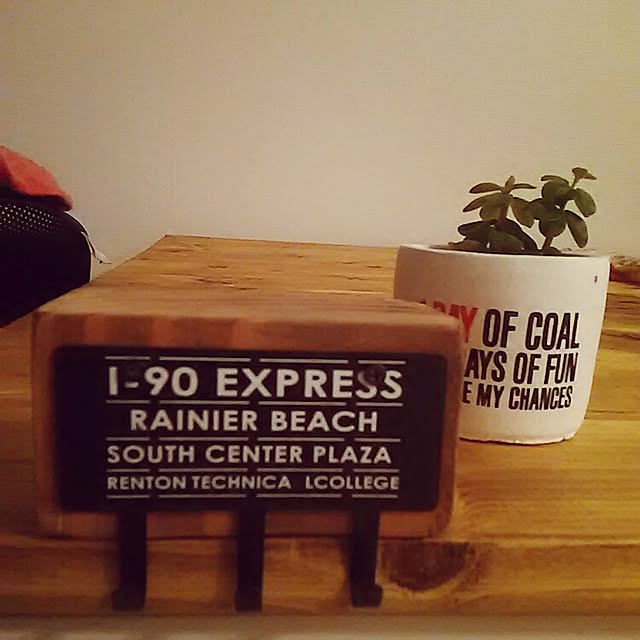 I-90 EXPRESS
RAINIER BEACH
SOUTH CENTER PLAZA
RENTON TECHNICA LCOLLEGE
OF COAL
AYS OF FUN
E MY CHANCES